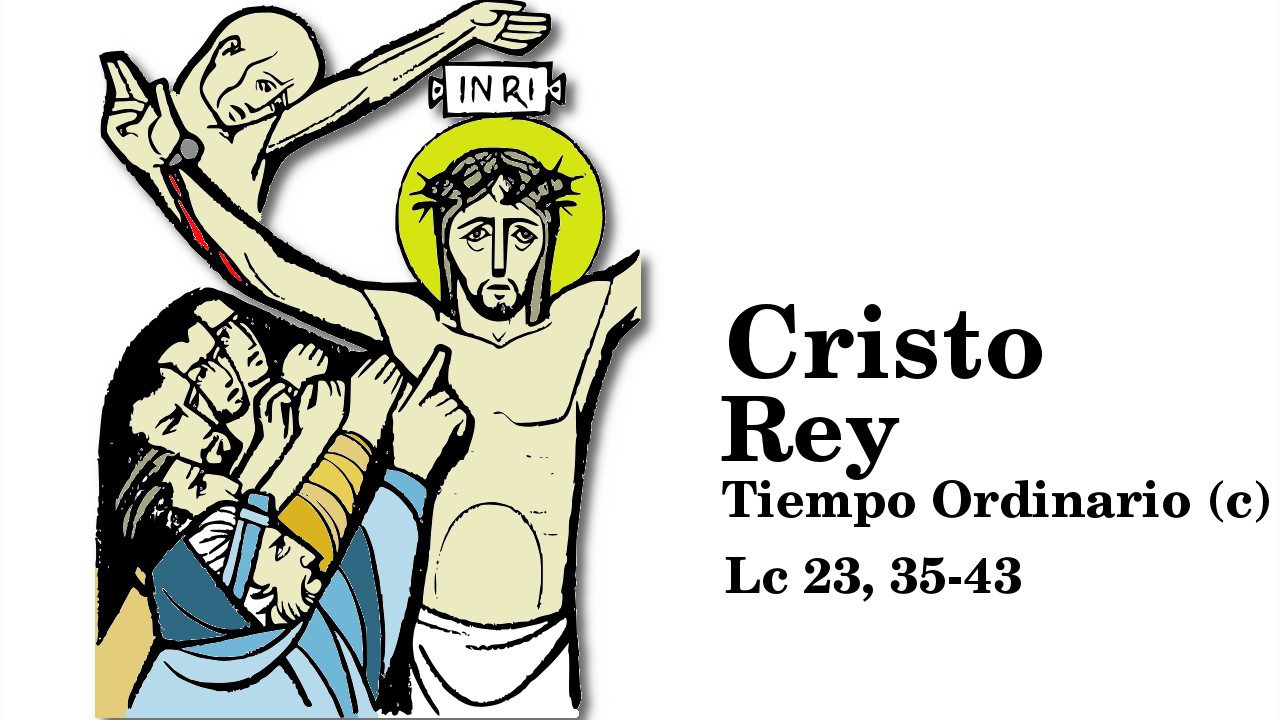 INRI
Cristo
Rey
Tiempo Ordinario (c)
Lc 23, 35-43